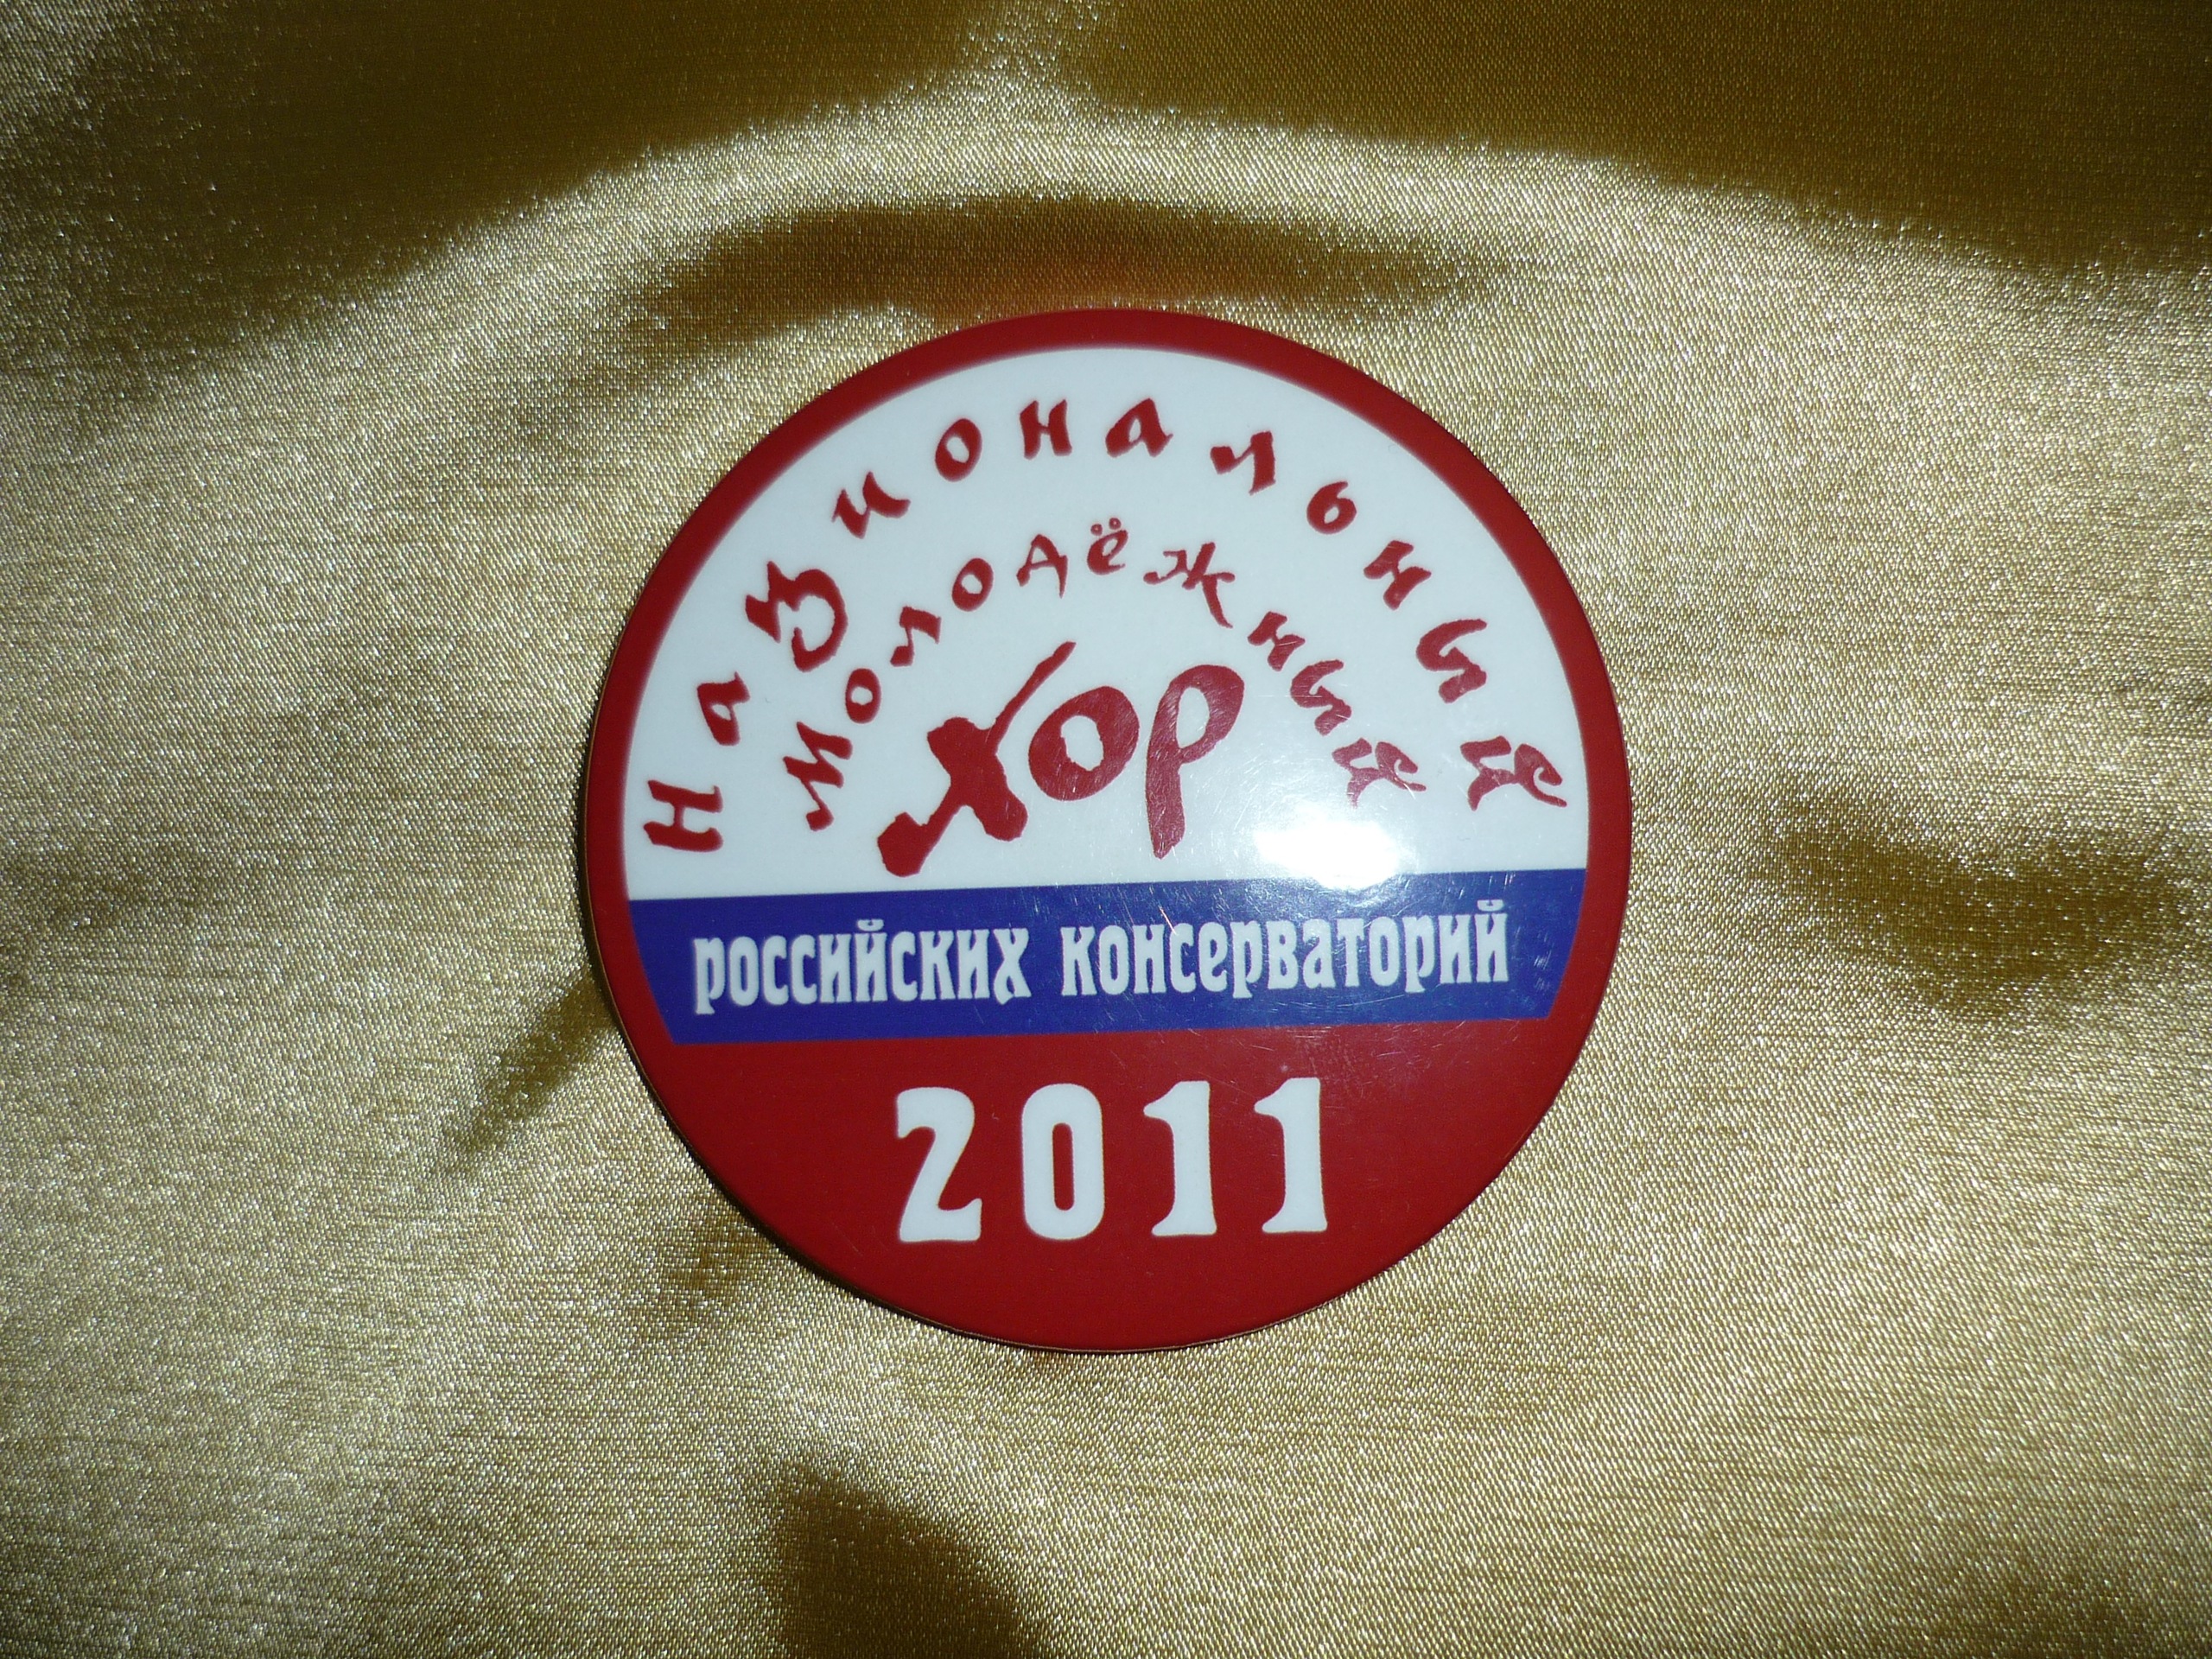 Национальный
молодёжный
хор
российских консерваторий
2011